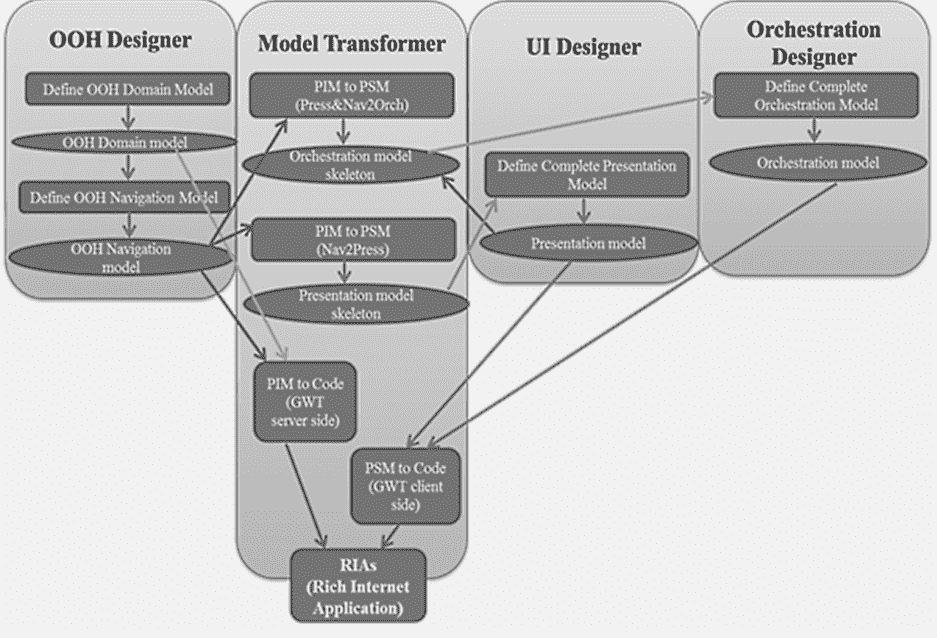 OOH Designer
Define OOH Domain Model
OOH Domain model
Define OOH Navigation Model
OOH Navigation
model
Model Transformer
PIM to PSM
(Press&Nav2Orch)
Orchestration model
skeleton
PIM to PSM
(Nav2Press)
Presentation model
skeleton
PIM to Code
(GWT
server side)
PSM to Code
(GWT client
side)
RIAs
(Rich Internet
Application)
UI Designer
Define Complete Presentation
Model
Presentation model
Orchestration
Designer
Define Complete
Orchestration Model
Orchestration model